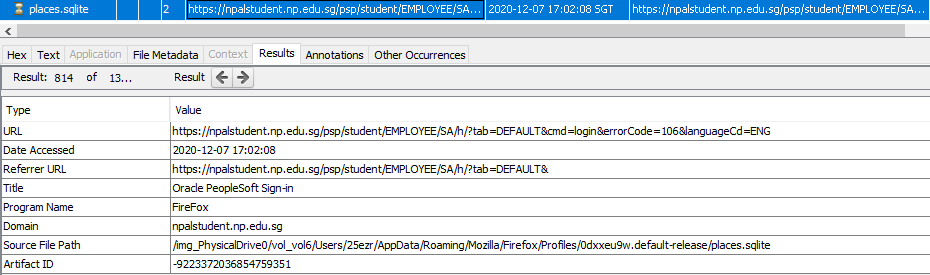 places.sqlite 2 https://npalstudent.np.edu.sg/psp/student/EMPLOYEE/SA... 2020-12-07 17:02:08 SGT https://npalstudent.np.edu.sg/psp/student/EMPLOYEE/SA...
Hex Text Application File Metadata Context Results Annotations Other Occurrences
Result: 814 of 13... Result
Type Value
URL https://npalstudent.np.edu.sg/psp/student/EMPLOYEE/SA/h/?tab=DEFAULT&cmd=login&errorCode=106&languageCd=ENG
Date Accessed 2020-12-07 17:02:08
Referrer URL https://npalstudent.np.edu.sg/psp/student/EMPLOYEE/SA/h/?tab=DEFAULT&
Title Oracle PeopleSoft Sign-in
Program Name FireFox
Domain npalstudent.np.edu.sg
Source File Path /img_PhysicalDrive0/vol_vol6/Users/25ezr/AppData/Roaming/Mozilla/Firefox/Profiles/0dxxeu9w.default-release/places.sqlite
Artifact ID -9223372036854759351